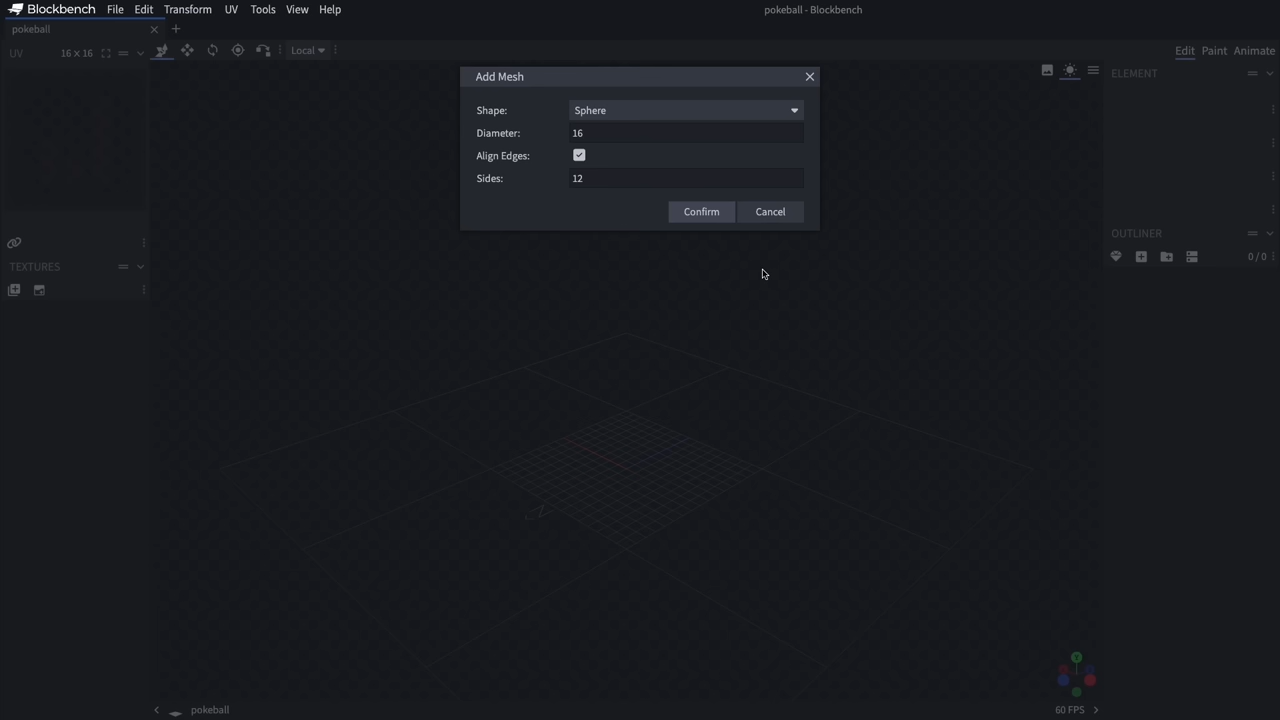 Blockbench File Edit Transform UV Tools View Help pokeball - Blockbench
pokeball
UV 16 × 16 Local Edit Paint Animate
ELEMENT
Add Mesh
Shape: Sphere
Diameter: 16
Align Edges:
Sides: 12
Confirm Cancel
OUTLINER
0 / 0
TEXTURES
pokeball 60 FPS